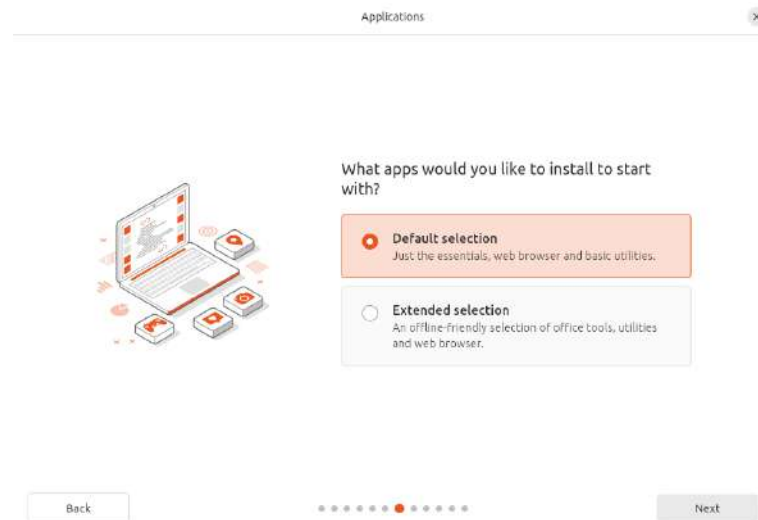 Applications
What apps would you like to install to start
with?
Default selection
Just the essentials, web browser and basic utilities.
Extended selection
An offline-friendly selection of office tools, utilities
and web browser.
Back
Next